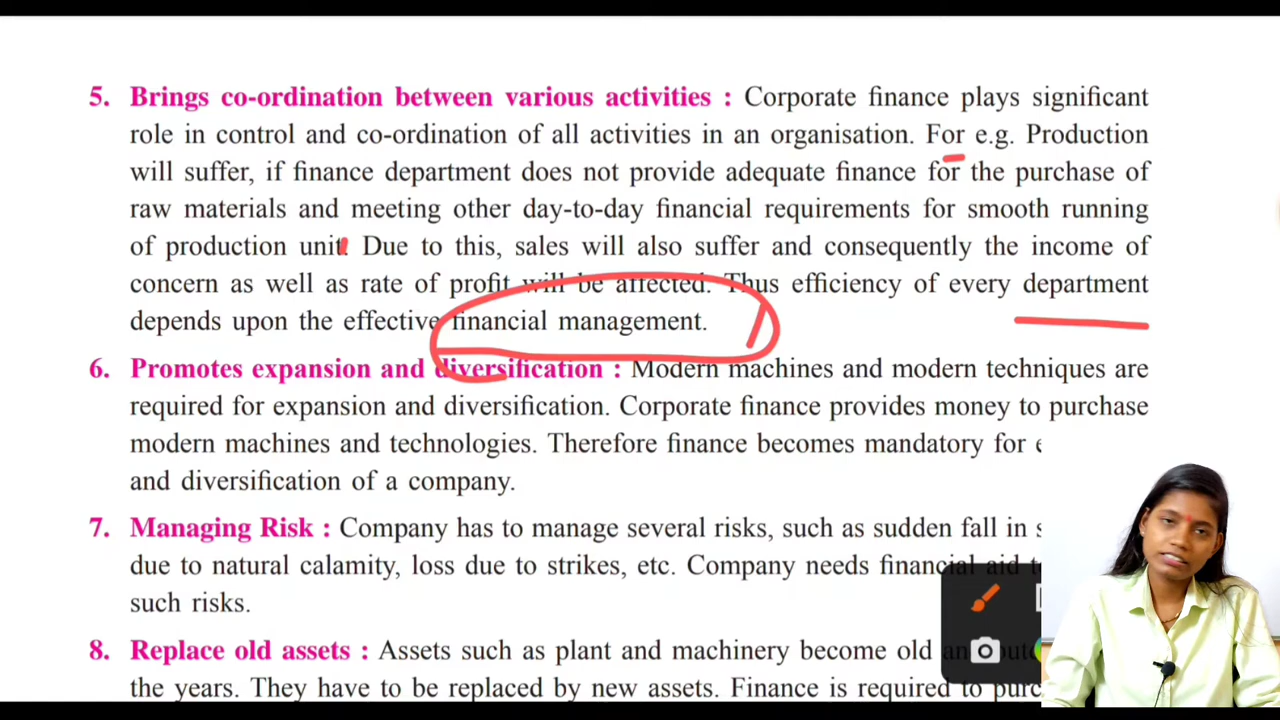 5. Brings co-ordination between various activities : Corporate finance plays significant
role in control and co-ordination of all activities in an organisation. For e.g. Production
will suffer, if finance department does not provide adequate finance for the purchase of
raw materials and meeting other day-to-day financial requirements for smooth running
of production unit. Due to this, sales will also suffer and consequently the income of
concern as well as rate of profit will be affected. Thus efficiency of every department
depends upon the effective financial management.
6. Promotes expansion and diversification : Modern machines and modern techniques are
required for expansion and diversification. Corporate finance provides money to purchase
modern machines and technologies. Therefore finance becomes mandatory for
and diversification of a company.
7. Managing Risk : Company has to manage several risks, such as sudden fall in
due to natural calamity, loss due to strikes, etc. Company needs financial aid
such risks.
8. Replace old assets : Assets such as plant and machinery become old
the years. They have to be replaced by new assets. Finance is required to